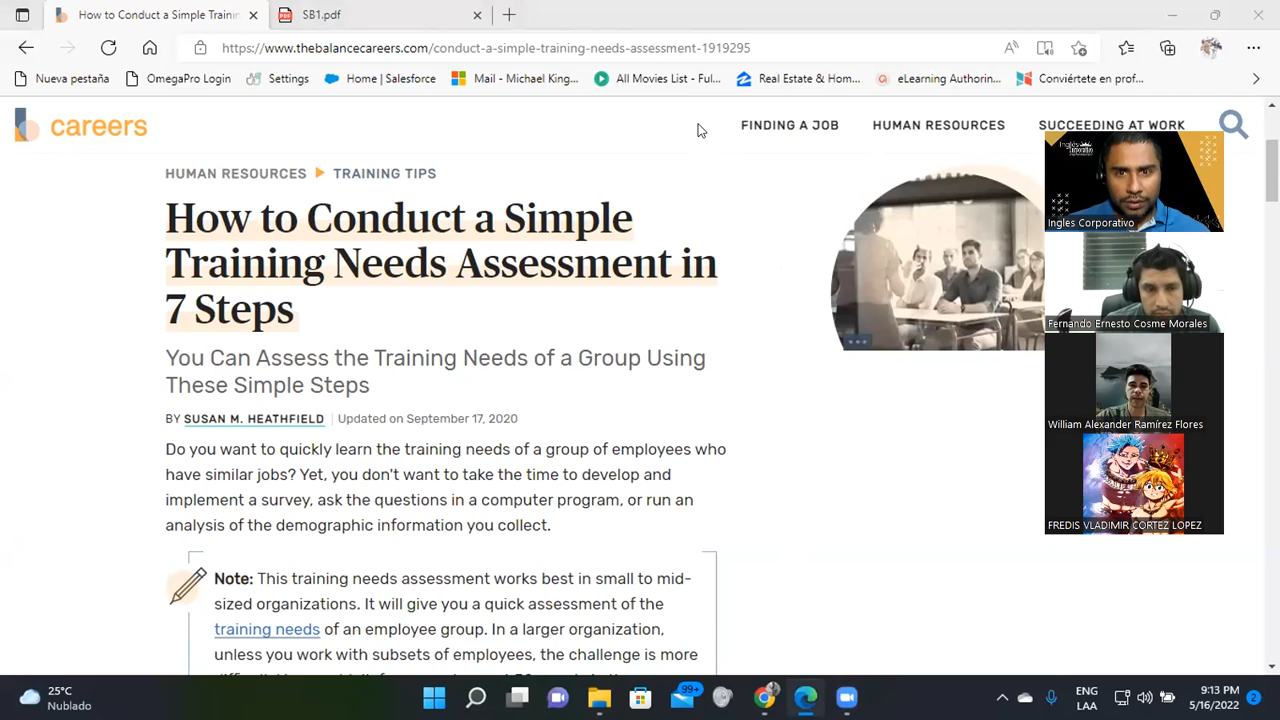 How to Conduct a Simple Trainin
SB1.pdf
https://www.thebalancecareers.com/conduct-a-simple-training-needs-assessment-1919295
Nueva pestaña
OmegaPro Login
Settings
Home | Salesforce
Mail - Michael King...
All Movies List - Ful...
Real Estate & Hom...
eLearning Authorin...
Conviértete en prof...
careers
FINDING A JOB
HUMAN RESOURCES
SUCCEEDING AT WORK
HUMAN RESOURCES
TRAINING TIPS
How to Conduct a Simple
Training Needs Assessment in
7 Steps
You Can Assess the Training Needs of a Group Using
These Simple Steps
BY SUSAN M. HEATHFIELD | Updated on September 17, 2020
Do you want to quickly learn the training needs of a group of employees who
have similar jobs? Yet, you don't want to take the time to develop and
implement a survey, ask the questions in a computer program, or run an
analysis of the demographic information you collect.
Note: This training needs assessment works best in small to mid-
sized organizations. It will give you a quick assessment of the
training needs of an employee group. In a larger organization,
unless you work with subsets of employees, the challenge is more
Inglés
Corporativo
Ingles Corporativo
Fernando Ernesto Cosme Morales
William Alexander Ramírez Flores
FREDIS VLADIMIR CORTEZ LOPEZ
25°C
Nublado
99+
ENG
LAA
9:13 PM
5/16/2022
2